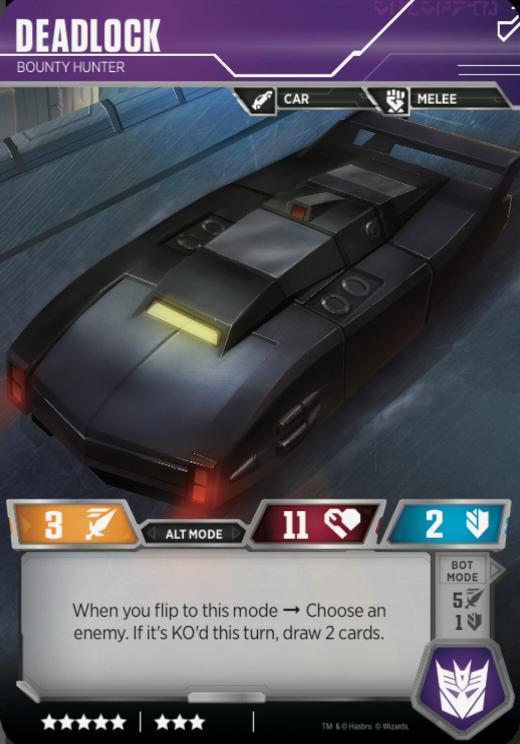 DEADLOCK
BOUNTY HUNTER
CAR
MELEE
3
ALT MODE
11
2
When you flip to this mode → Choose an
enemy. If it's KO'd this turn, draw 2 cards.
BOT
MODE
5
1
★★★★★ | ★★★ |
TM & © Hasbro. © Wizards.